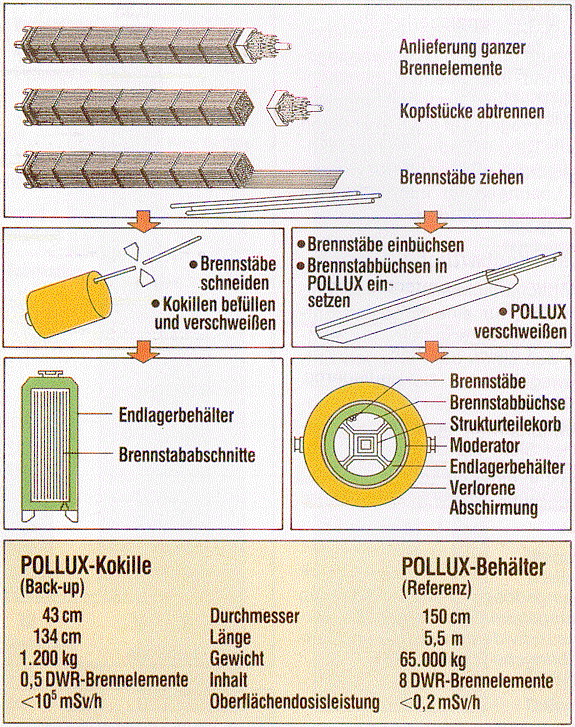 Anlieferung ganzer
Brennelemente
Kopfstücke abtrennen
Brennstäbe ziehen
● Brennstäbe
schneiden
● Kokillen befüllen
und verschweißen
● Brennstäbe einbüchsen
● Brennstabbüchsen in
POLLUX ein-
setzen
● POLLUX
verschweißen
Endlagerbehälter
Brennstababschnitte
Brennstäbe
Brennstabbüchse
Strukturteilekorb
Moderator
Endlagerbehälter
Verlorene
Abschirmung
POLLUX-Kokille POLLUX-Behälter
(Back-up) (Referenz)
43 cm Durchmesser 150 cm
134 cm Länge 5,5 m
1.200 kg Gewicht 65.000 kg
0,5 DWR-Brennelemente Inhalt 8 DWR-Brennelemente
<10⁵ mSv/h Oberflächendosisleistung <0,2 mSv/h